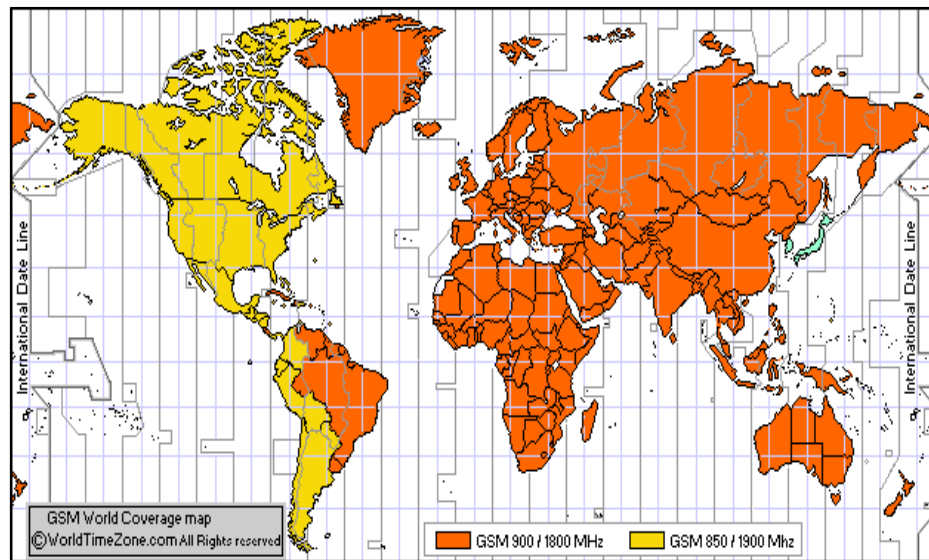 International Date Line
International Date Line
GSM World Coverage map
©WorldTimeZone.com All Rights reserved
GSM 900 / 1800 MHz
GSM 850 / 1900 Mhz